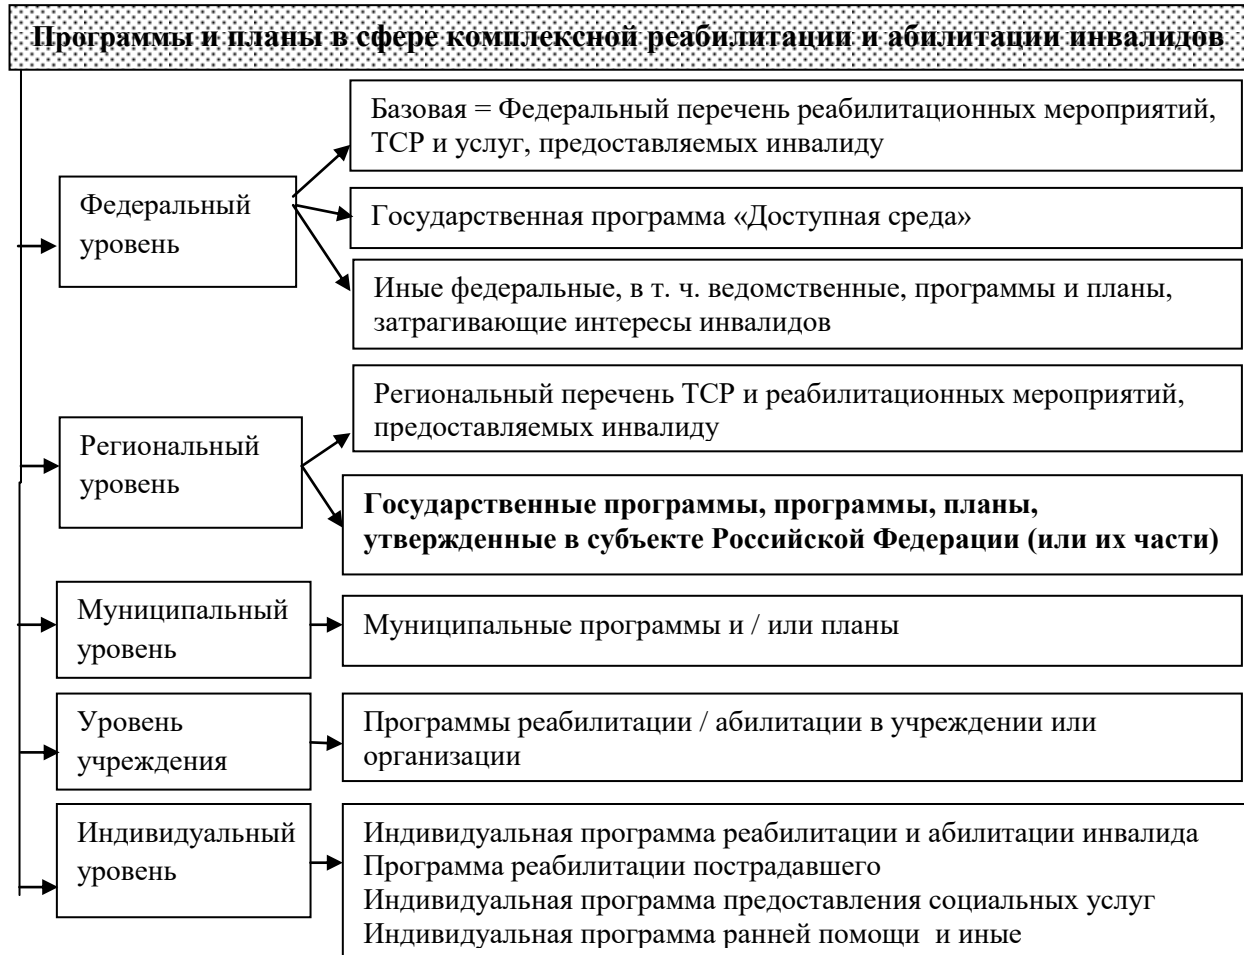 Программы и планы в сфере комплексной реабилитации и абилитации инвалидов
Федеральный
уровень
Базовая = Федеральный перечень реабилитационных мероприятий,
ТСР и услуг, предоставляемых инвалиду
Государственная программа «Доступная среда»
Иные федеральные, в т. ч. ведомственные, программы и планы,
затрагивающие интересы инвалидов
Региональный
уровень
Региональный перечень ТСР и реабилитационных мероприятий,
предоставляемых инвалиду
Государственные программы, программы, планы,
утвержденные в субъекте Российской Федерации (или их части)
Муниципальный
уровень
Муниципальные программы и / или планы
Уровень
учреждения
Программы реабилитации / абилитации в учреждении или
организации
Индивидуальный
уровень
Индивидуальная программа реабилитации и абилитации инвалида
Программа реабилитации пострадавшего
Индивидуальная программа предоставления социальных услуг
Индивидуальная программа ранней помощи и иные